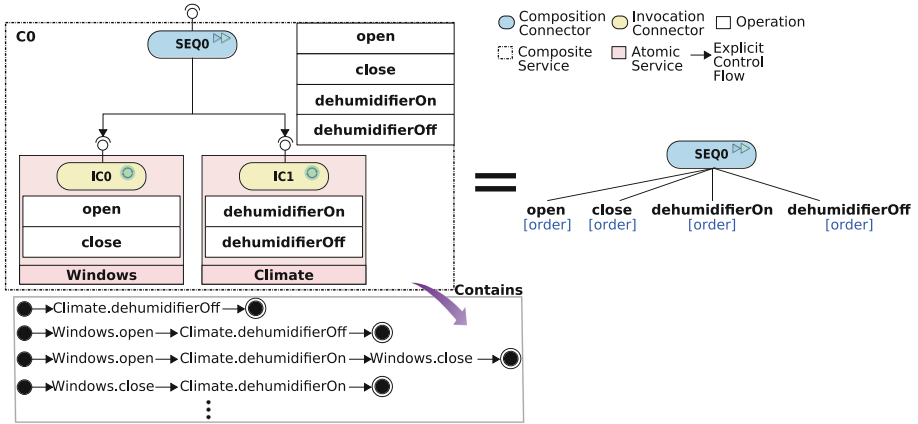 C0
SEQ0
open
close
dehumidifierOn
dehumidifierOff
IC0
open
close
Windows
IC1
dehumidifierOn
dehumidifierOff
Climate
Composition Connector
Invocation Connector
Operation
Composite Service
Atomic Service
Explicit Control Flow
=
SEQ0
open
[order]
close
[order]
dehumidifierOn
[order]
dehumidifierOff
[order]
Contains
Climate.dehumidifierOff
Windows.open Climate.dehumidifierOff
Windows.open Climate.dehumidifierOn Windows.close
Windows.close Climate.dehumidifierOn